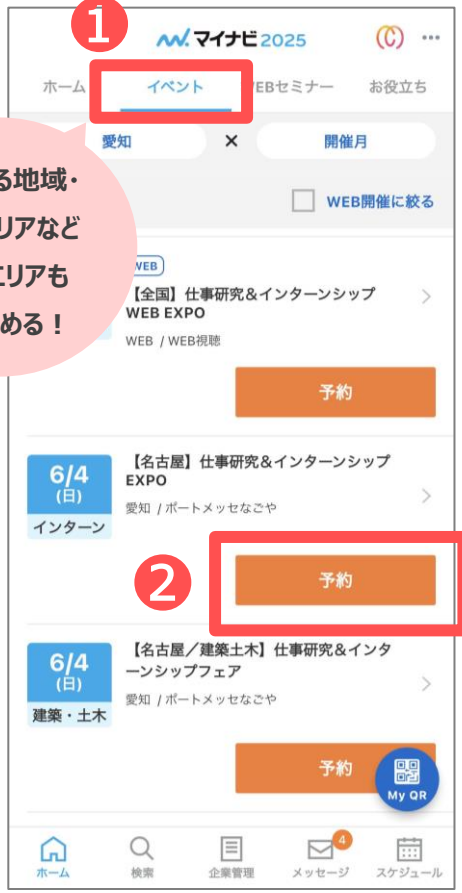 1
マイナビ2025
ホーム
イベント
EBセミナー
お役立ち
愛知
×
開催月
る地域・
リアなど
エリアも
める！
WEB開催に絞る
WEB
【全国】仕事研究&インターンシップ
WEB EXPO
WEB / WEB視聴
予約
6/4
(日)
インターン
【名古屋】仕事研究&インターンシップ
EXPO
愛知 / ポートメッセなごや
2
予約
6/4
(日)
建築・土木
【名古屋／建築土木】仕事研究&インタ
ーンシップフェア
愛知 / ポートメッセなごや
予約
My QR
ホーム
検索
企業管理
4
メッセージ
スケジュール